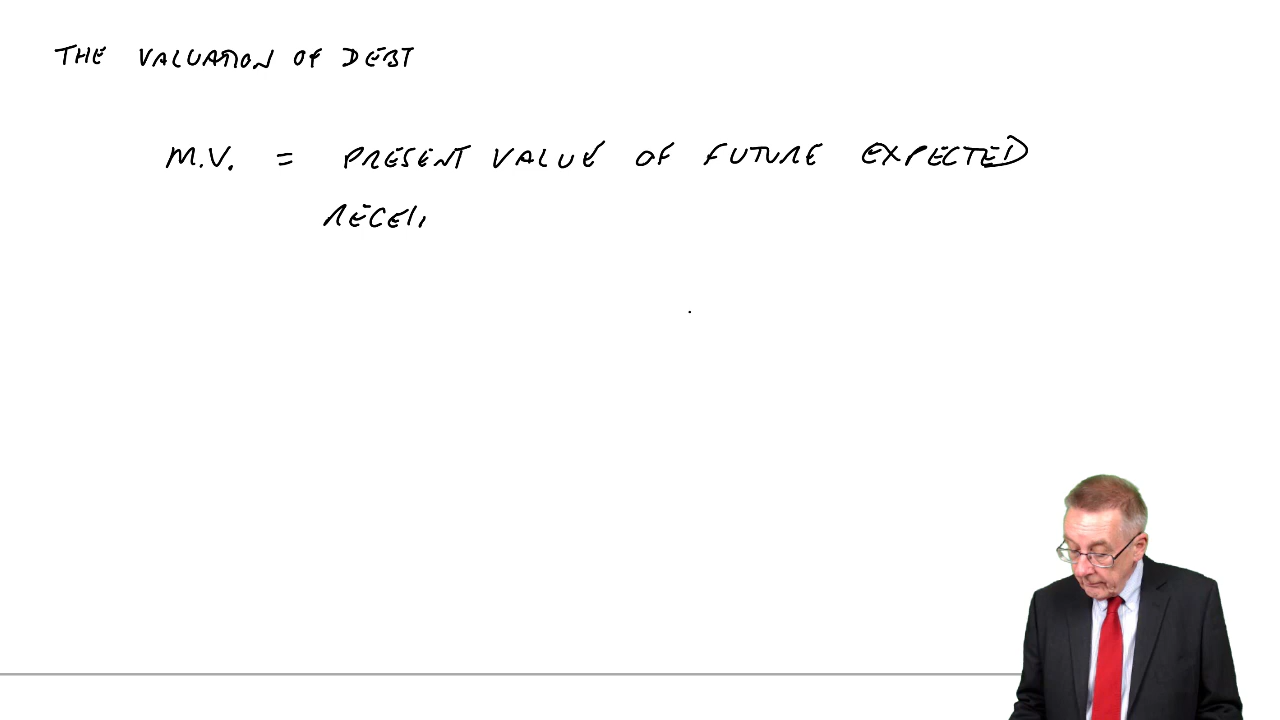 THE VALUATION OF DEBT
M.V. = PRESENT VALUE OF FUTURE EXPECTED